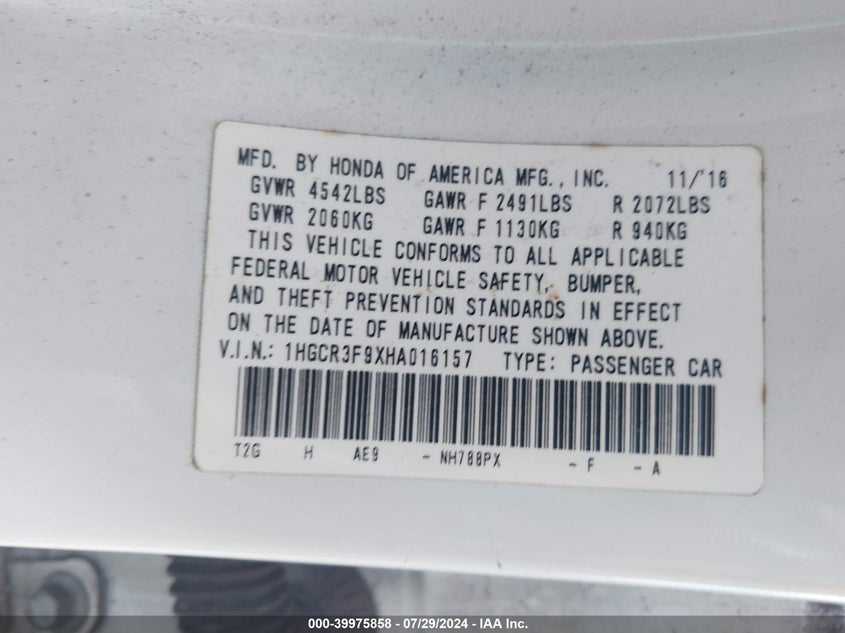 MFD. BY HONDA OF AMERICA MFG., INC. 11/'16
GVWR 4542LBS GAWR F 2491LBS R 2072LBS
GVWR 2060KG GAWR F 1130KG R 940KG
THIS VEHICLE CONFORMS TO ALL APPLICABLE
FEDERAL MOTOR VEHICLE SAFETY, BUMPER,
AND THEFT PREVENTION STANDARDS IN EFFECT
ON THE DATE OF MANUFACTURE SHOWN ABOVE.
V.I.N.: 1HGCR3F9XHA016157 TYPE: PASSENGER CAR
T2G H AE9 - NH788PX - F - A
000-39975858 / 07/29/2024 - IAA Inc.